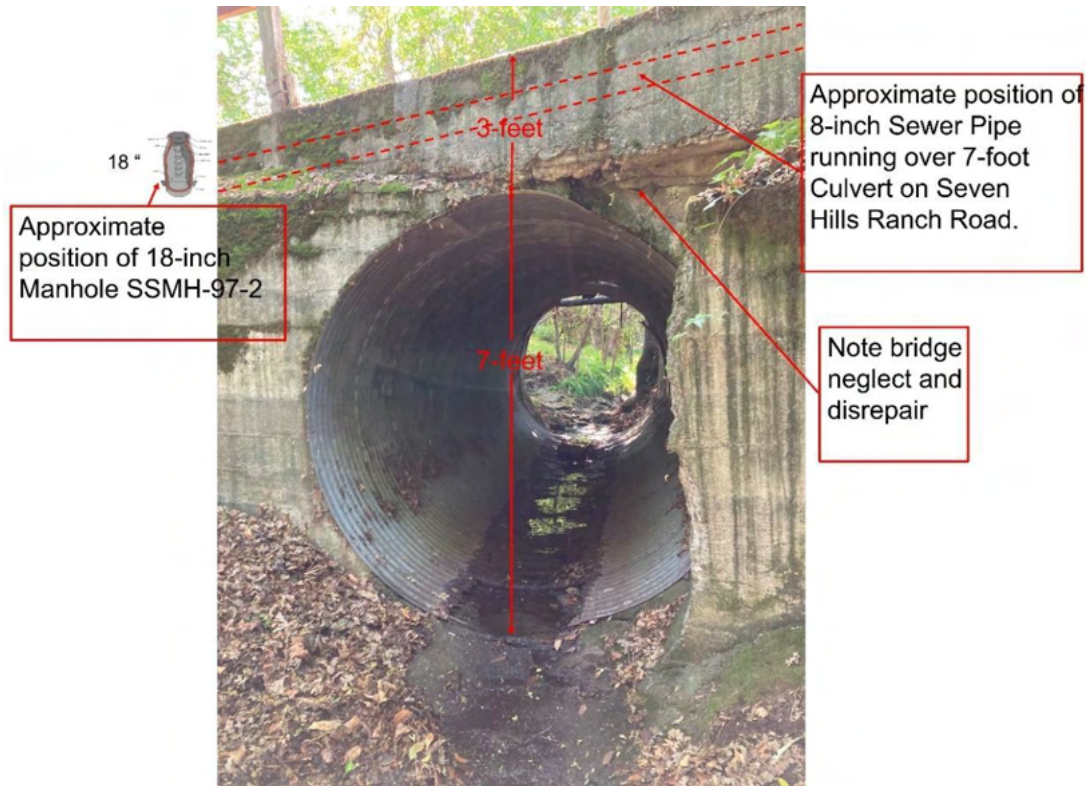 3-feet
Approximate position of
8-inch Sewer Pipe
running over 7-foot
Culvert on Seven
Hills Ranch Road.
18 "
Approximate
position of 18-inch
Manhole SSMH-97-2
7-feet
Note bridge
neglect and
disrepair